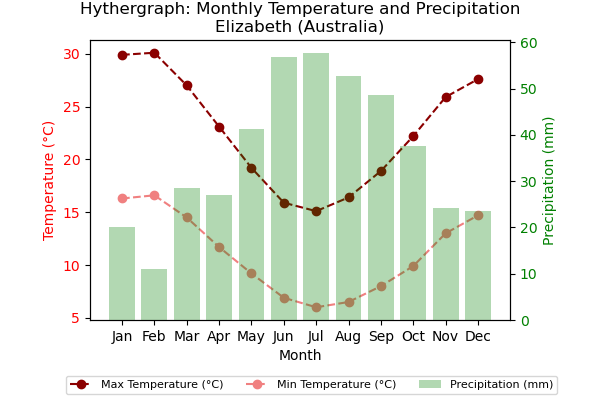 Hythergraph: Monthly Temperature and Precipitation
Elizabeth (Australia)
30
25
20
15
10
5
Temperature (°C)
60
50
40
30
20
10
0
Precipitation (mm)
Jan Feb Mar Apr May Jun Jul Aug Sep Oct Nov Dec
Month
Max Temperature (°C) Min Temperature (°C) Precipitation (mm)